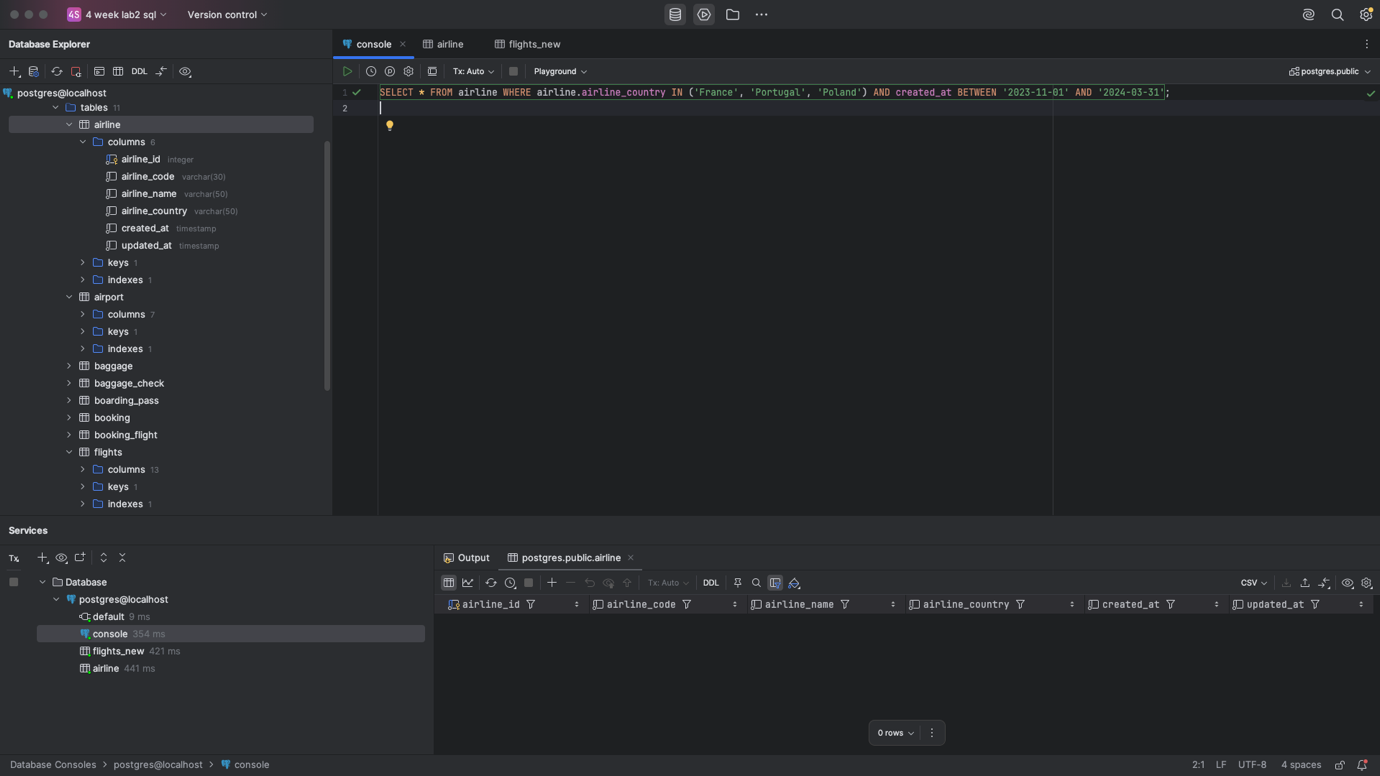 4S 4 week lab2 sql Version control
Database Explorer
console airline flights_new
DDL
Tx: Auto Playground postgres.public
postgres@localhost
tables 11
airline
columns 6
airline_id integer
airline_code varchar(30)
airline_name varchar(50)
airline_country varchar(50)
created_at timestamp
updated_at timestamp
keys 1
indexes 1
airport
columns 7
keys 1
indexes 1
baggage
baggage_check
boarding_pass
booking
booking_flight
flights
columns 13
keys 1
indexes 1
1 SELECT * FROM airline WHERE airline.airline_country IN ('France', 'Portugal', 'Poland') AND created_at BETWEEN '2023-11-01' AND '2024-03-31';
2
Services
Tx
Database
postgres@localhost
default 9 ms
console 354 ms
flights_new 421 ms
airline 441 ms
Output postgres.public.airline
Tx: Auto DDL CSV
airline_id airline_code airline_name airline_country created_at updated_at
0 rows
Database Consoles postgres@localhost console
2:1 LF UTF-8 4 spaces